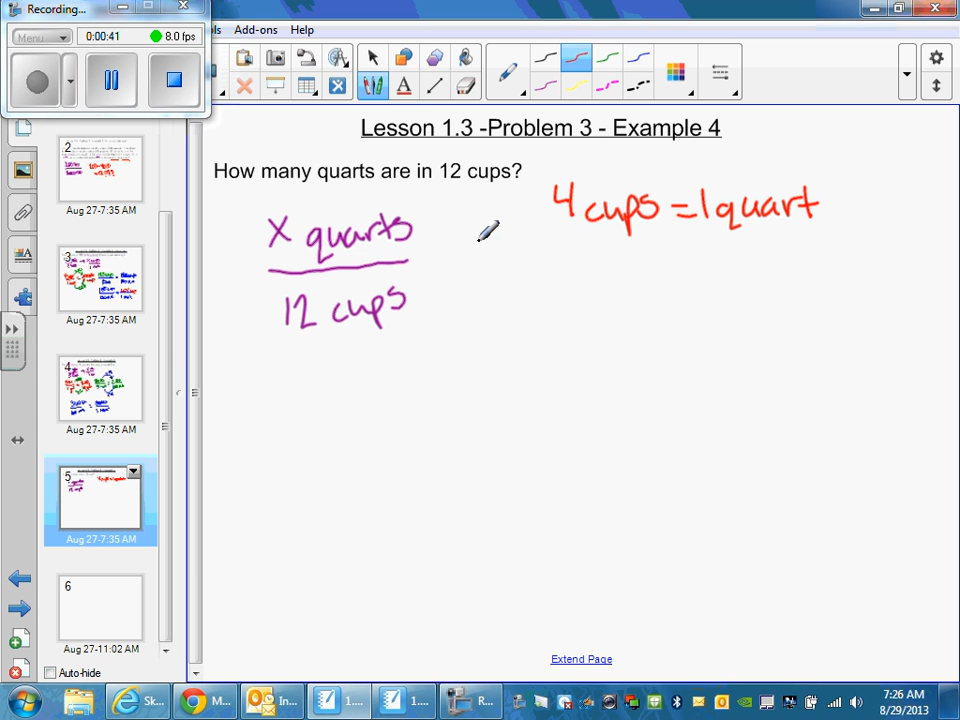 Recording...
Menu
0:00:41
8.0 fps
ols Add-ons Help
Lesson 1.3 -Problem 3 - Example 4
How many quarts are in 12 cups?
4 cups = 1 quart
x quarts
12 cups
2
Aug 27-7:35 AM
3
Aug 27-7:35 AM
4
Aug 27-7:35 AM
5
Aug 27-7:35 AM
6
Aug 27-11:02 AM
Auto-hide
Extend Page
Sk...
M...
In...
1....
1....
R...
7:26 AM
8/29/2013